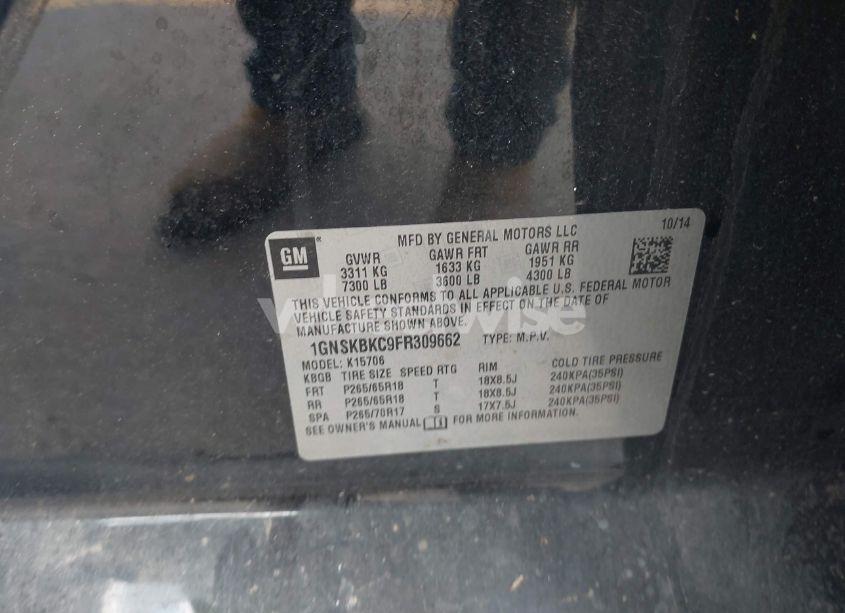 GM ®
MFD BY GENERAL MOTORS LLC 10/14
GVWR GAWR FRT GAWR RR
3311 KG 1633 KG 1951 KG
7300 LB 3600 LB 4300 LB
THIS VEHICLE CONFORMS TO ALL APPLICABLE U.S. FEDERAL MOTOR
VEHICLE SAFETY STANDARDS IN EFFECT ON THE DATE OF
MANUFACTURE SHOWN ABOVE.
1GNSKBKC9FR309662 TYPE: M.P.V.
MODEL: K15706
KBGB TIRE SIZE SPEED RTG RIM COLD TIRE PRESSURE
FRT P265/65R18 T 18X8.5J 240KPA(35PSI)
RR P265/65R18 T 18X8.5J 240KPA(35PSI)
SPA P265/70R17 S 17X7.5J 240KPA(35PSI)
SEE OWNER'S MANUAL FOR MORE INFORMATION.